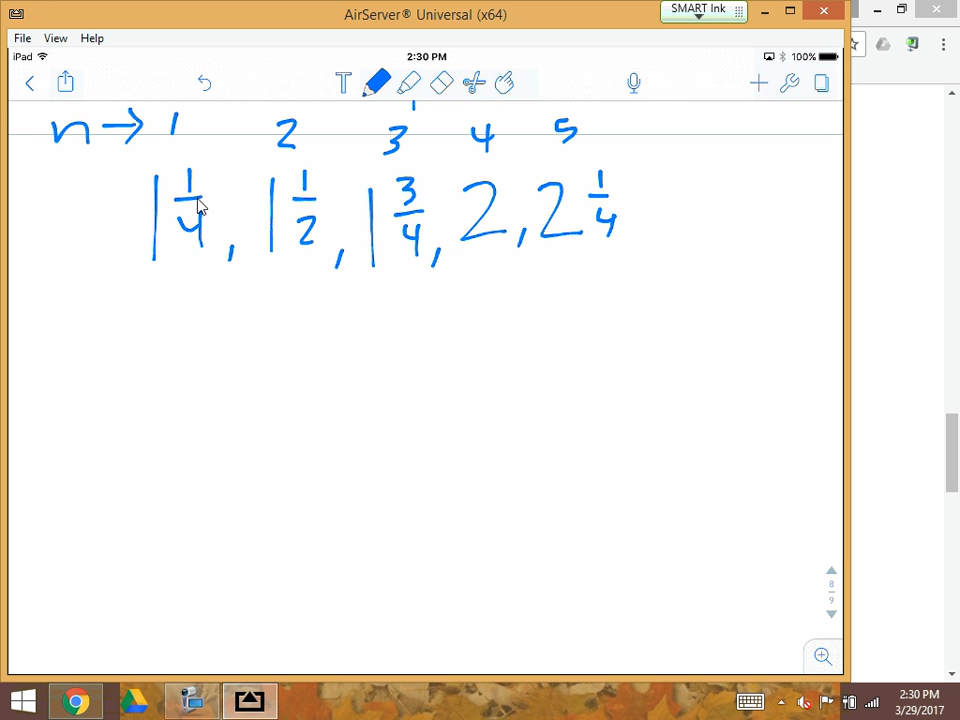 AirServer® Universal (x64)
SMART Ink
File View Help
iPad 2:30 PM 100%
T
n → 1 2 3 4 5
1 1/4, 1 1/2, 1 3/4, 2, 2 1/4
8
9
2:30 PM
3/29/2017